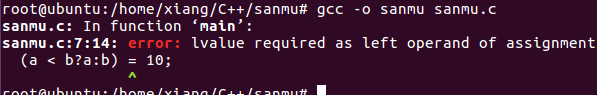 root@ubuntu:/home/xiang/C++/sanmu# gcc -o sanmu sanmu.c
sanmu.c: In function ‘main’:
sanmu.c:7:14: error: lvalue required as left operand of assignment
  (a < b?a:b) = 10;
              ^
root@ubuntu:/home/xiang/C++/sanmu#